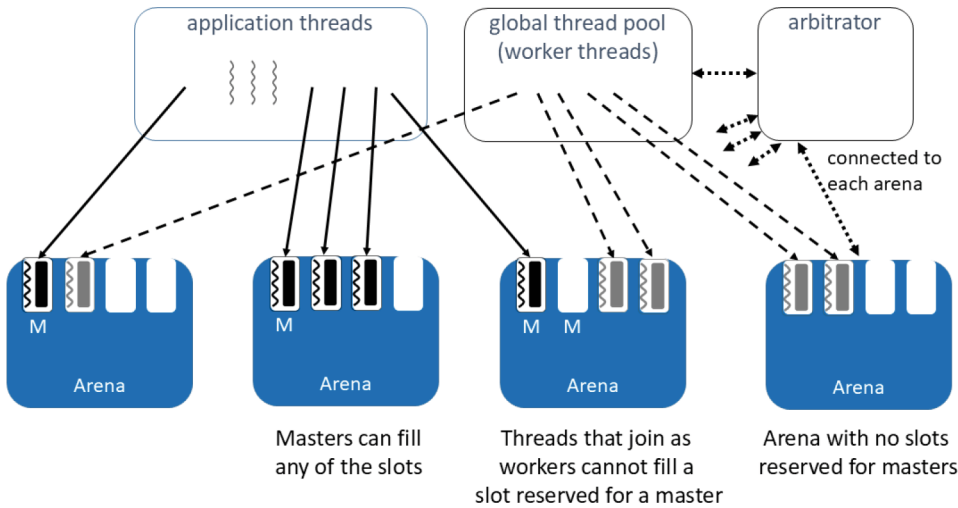 application threads
global thread pool
(worker threads)
arbitrator
connected to
each arena
M
Arena
M
Arena
M M
Arena
Arena
Masters can fill
any of the slots
Threads that join as
workers cannot fill a
slot reserved for a master
Arena with no slots
reserved for masters